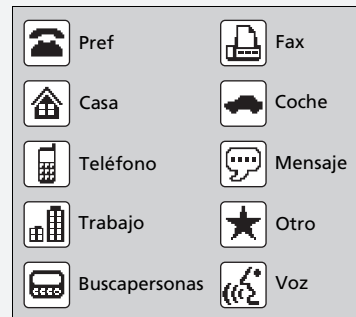 Pref
Fax
Casa
Coche
Teléfono
Mensaje
Trabajo
Otro
Buscapersonas
Voz